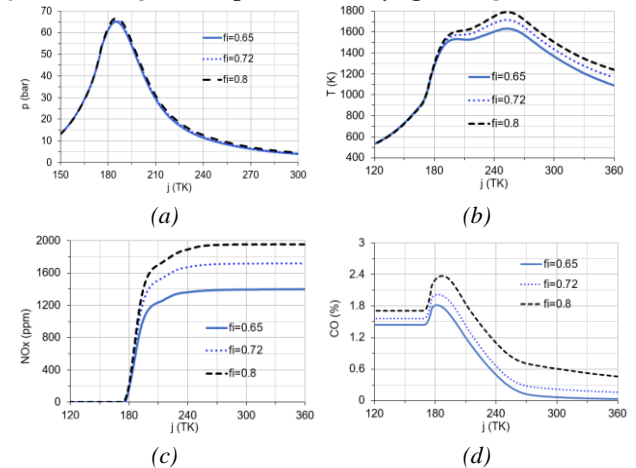 70
60
50
40
30
20
10
0
p (bar)
fi=0.65
fi=0.72
fi=0.8
150 180 210 240 270 300
j (TK)
(a)
1800
1600
1400
1200
1000
800
600
400
T (K)
fi=0.65
fi=0.72
fi=0.8
120 180 240 300 360
j (TK)
(b)
2000
1600
1200
800
400
0
NOx (ppm)
fi=0.65
fi=0.72
fi=0.8
120 180 240 300 360
j (TK)
(c)
3
2.4
1.8
1.2
0.6
0
CO (%)
fi=0.65
fi=0.72
fi=0.8
120 180 240 300 360
j (TK)
(d)